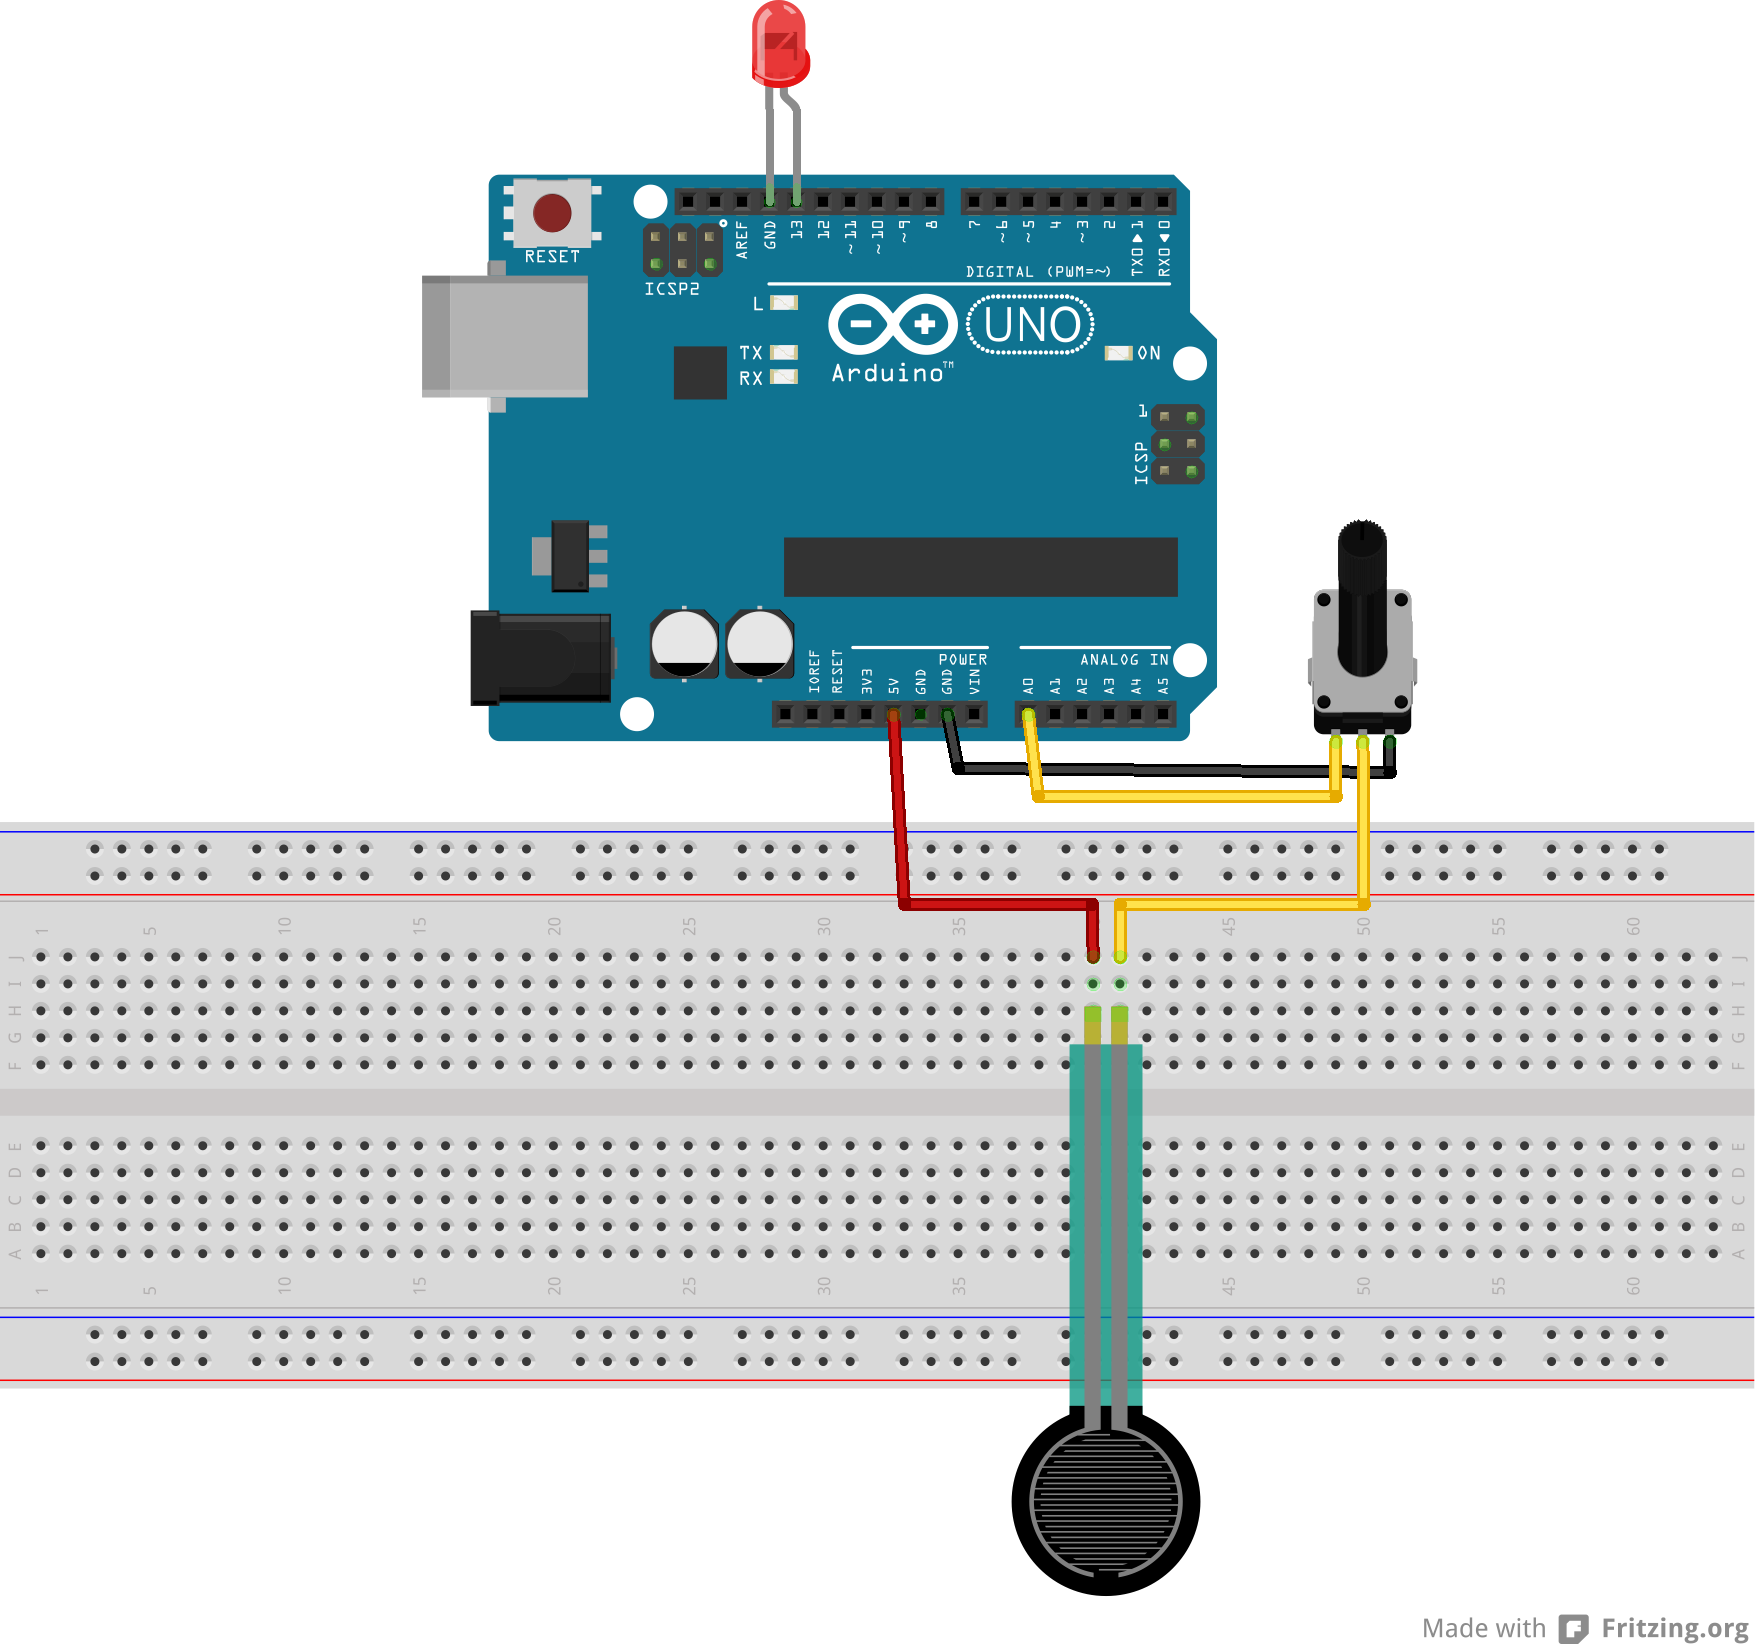 RESET
ICSP2
AREF
GND
13
12
~11
~10
~9
8
7
~6
~5
4
~3
2
TXO▶1
RXO◀0
DIGITAL (PWM=~)
L
TX
RX
UNO
Arduino™
ON
1
ICSP
IOREF
RESET
3V3
5V
GND
GND
VIN
POWER
ANALOG IN
A0
A1
A2
A3
A4
A5
1 5 10 15 20 25 30 35 45 50 55 60
J J
I I
H H
G G
F F
E E
D D
C C
B B
A A
1 5 10 15 20 25 30 35 45 50 55 60
Made with Fritzing.org